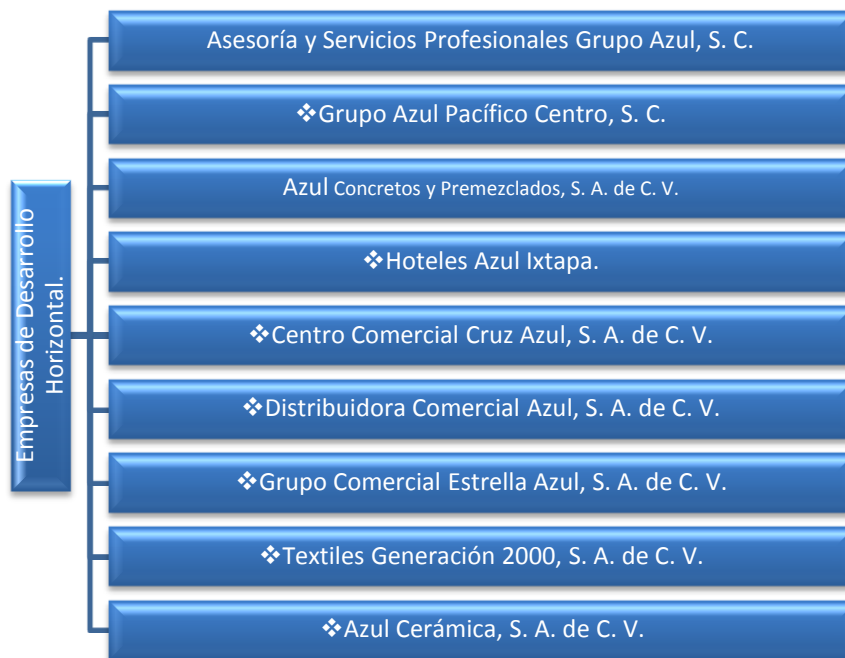 Empresas de Desarrollo
Horizontal.
Asesoría y Servicios Profesionales Grupo Azul, S. C.
❖Grupo Azul Pacífico Centro, S. C.
Azul Concretos y Premezclados, S. A. de C. V.
❖Hoteles Azul Ixtapa.
❖Centro Comercial Cruz Azul, S. A. de C. V.
❖Distribuidora Comercial Azul, S. A. de C. V.
❖Grupo Comercial Estrella Azul, S. A. de C. V.
❖Textiles Generación 2000, S. A. de C. V.
❖Azul Cerámica, S. A. de C. V.